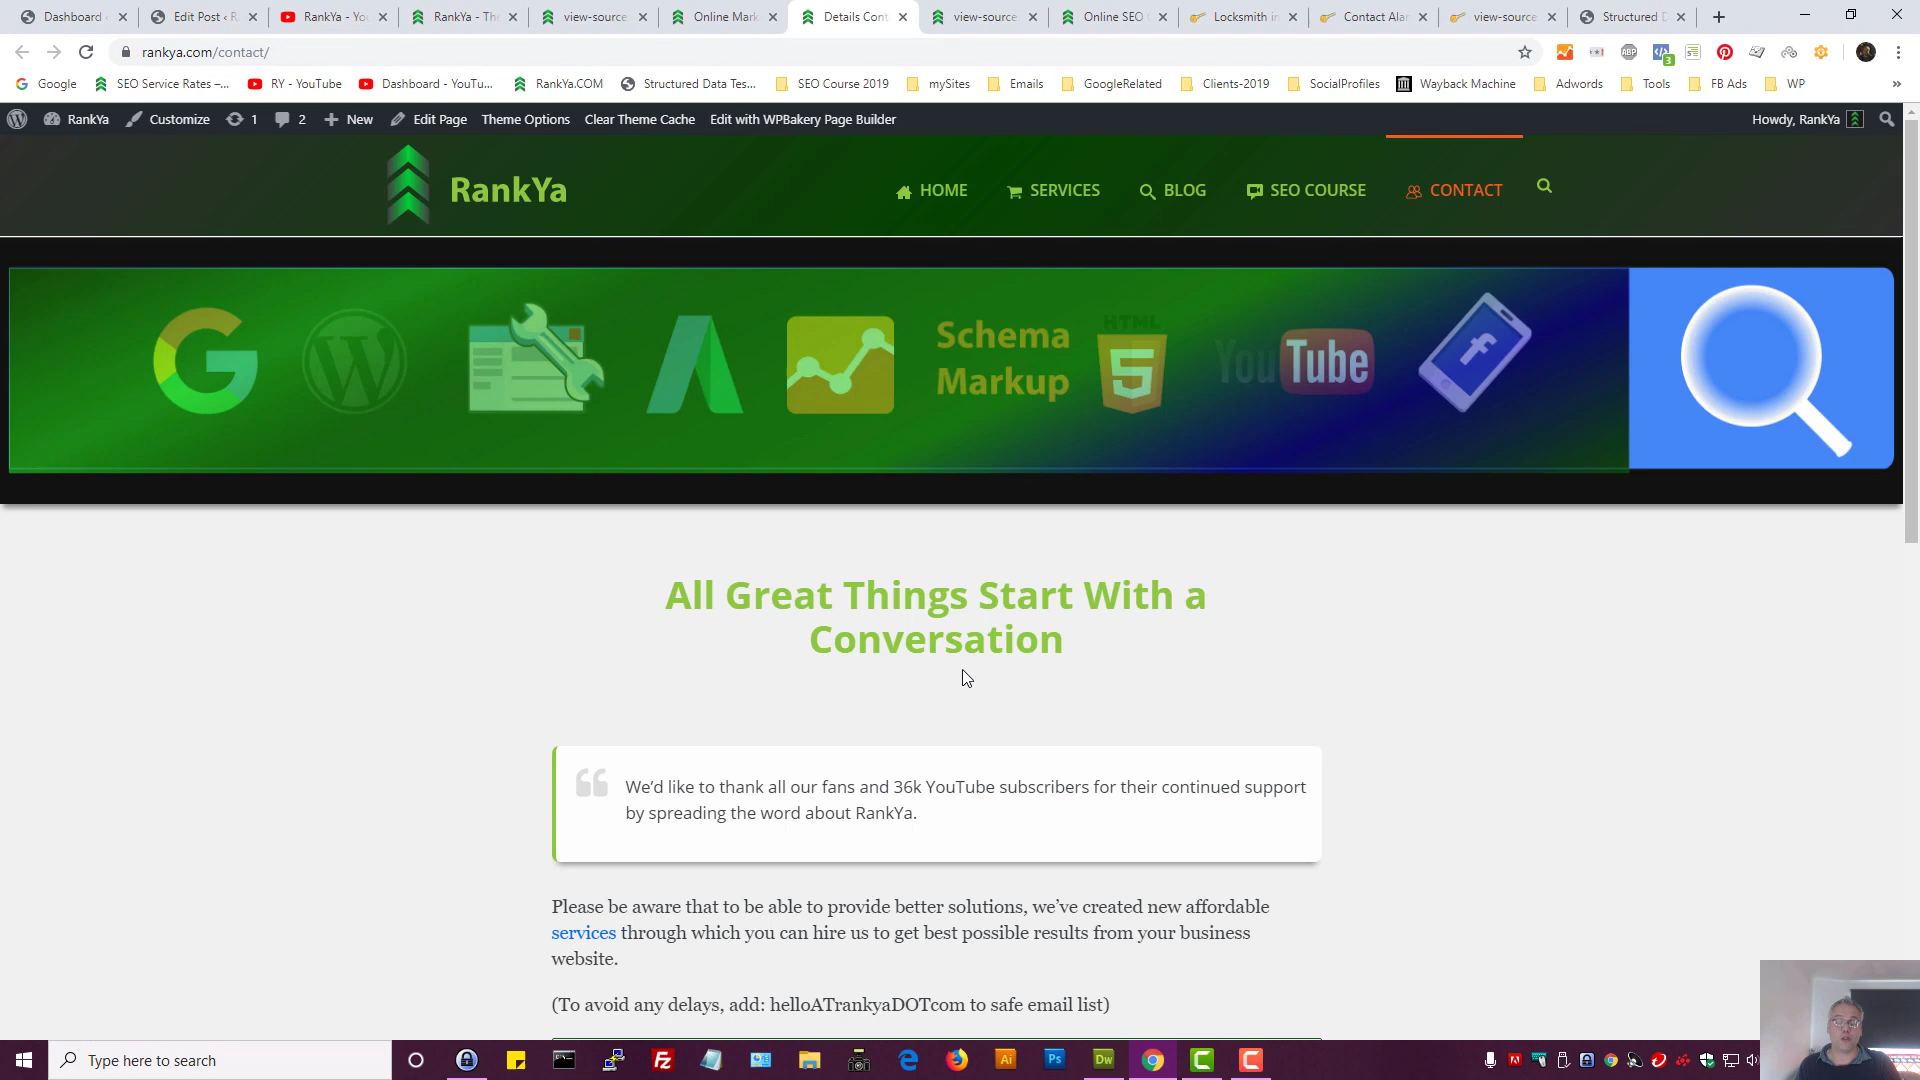 Dashboard
Edit Post ‹ R
RankYa - Yo
RankYa - The
view-source
Online Mark
Details Cont
view-source
Online SEO
Locksmith in
Contact Alar
view-source
Structured D
rankya.com/contact/
Google
SEO Service Rates –...
RY - YouTube
Dashboard - YouTu...
RankYa.COM
Structured Data Tes...
SEO Course 2019
mySites
Emails
GoogleRelated
Clients-2019
SocialProfiles
Wayback Machine
Adwords
Tools
FB Ads
WP
»
RankYa
Customize
1
2
New
Edit Page
Theme Options
Clear Theme Cache
Edit with WPBakery Page Builder
Howdy, RankYa
RankYa
HOME
SERVICES
BLOG
SEO COURSE
CONTACT
Schema
Markup
HTML
5
YouTube
All Great Things Start With a
Conversation
We’d like to thank all our fans and 36k YouTube subscribers for their continued support
by spreading the word about RankYa.
Please be aware that to be able to provide better solutions, we’ve created new affordable
services through which you can hire us to get best possible results from your business
website.
(To avoid any delays, add: helloATrankyaDOTcom to safe email list)
Type here to search